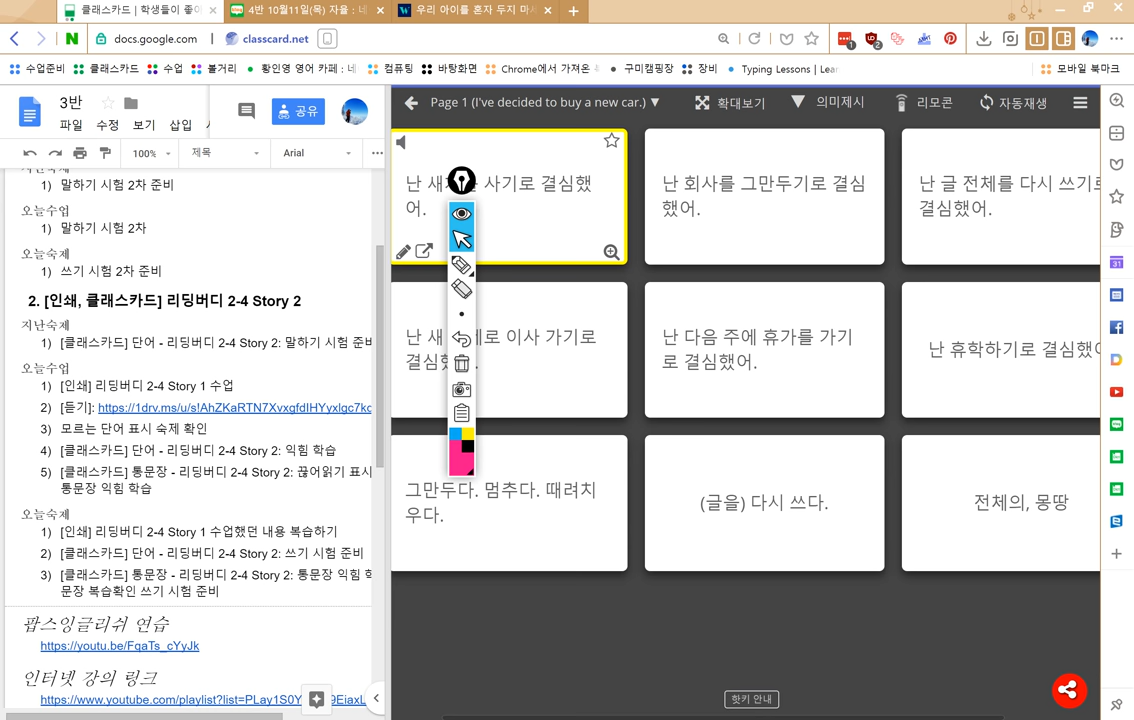 클래스카드 | 학생들이 좋아
4반 10월11일(목) 자율 : 네
우리 아이를 혼자 두지 마세
docs.google.com
classcard.net
수업준비
클래스카드
수업
볼거리
황인영 영어 카페 : 네
컴퓨팅
바탕화면
Chrome에서 가져온
구미캠핑장
장비
Typing Lessons | Lear
모바일 북마크
3반
파일 수정 보기 삽입
공유
100% 제목 Arial
지난숙제
1) 말하기 시험 2차 준비
오늘수업
1) 말하기 시험 2차
오늘숙제
1) 쓰기 시험 2차 준비
2. [인쇄, 클래스카드] 리딩버디 2-4 Story 2
지난숙제
1) [클래스카드] 단어 - 리딩버디 2-4 Story 2: 말하기 시험 준비
오늘수업
1) [인쇄] 리딩버디 2-4 Story 1 수업
2) [듣기]: https://1drv.ms/u/s!AhZKaRTN7XvxgfdIHYyxlgc7kq
3) 모르는 단어 표시 숙제 확인
4) [클래스카드] 단어 - 리딩버디 2-4 Story 2: 익힘 학습
5) [클래스카드] 통문장 - 리딩버디 2-4 Story 2: 끊어읽기 표시
통문장 익힘 학습
오늘숙제
1) [인쇄] 리딩버디 2-4 Story 1 수업했던 내용 복습하기
2) [클래스카드] 단어 - 리딩버디 2-4 Story 2: 쓰기 시험 준비
3) [클래스카드] 통문장 - 리딩버디 2-4 Story 2: 통문장 익힘 학
문장 복습확인 쓰기 시험 준비
팝스잉글리쉬 연습
https://youtu.be/FqaTs_cYyJk
인터넷 강의 링크
https://www.youtube.com/playlist?list=PLay1S0Y 9EiaxL
Page 1 (I've decided to buy a new car.) ▼
확대보기
의미제시
리모콘
자동재생
난 새 사기로 결심했
어.
난 회사를 그만두기로 결심
했어.
난 글 전체를 다시 쓰기로
결심했어.
난 새 로 이사 가기로
결심
난 다음 주에 휴가를 가기
로 결심했어.
난 휴학하기로 결심했어
그만두다. 멈추다. 때려치
우다.
(글을) 다시 쓰다.
전체의, 몽땅
핫키 안내